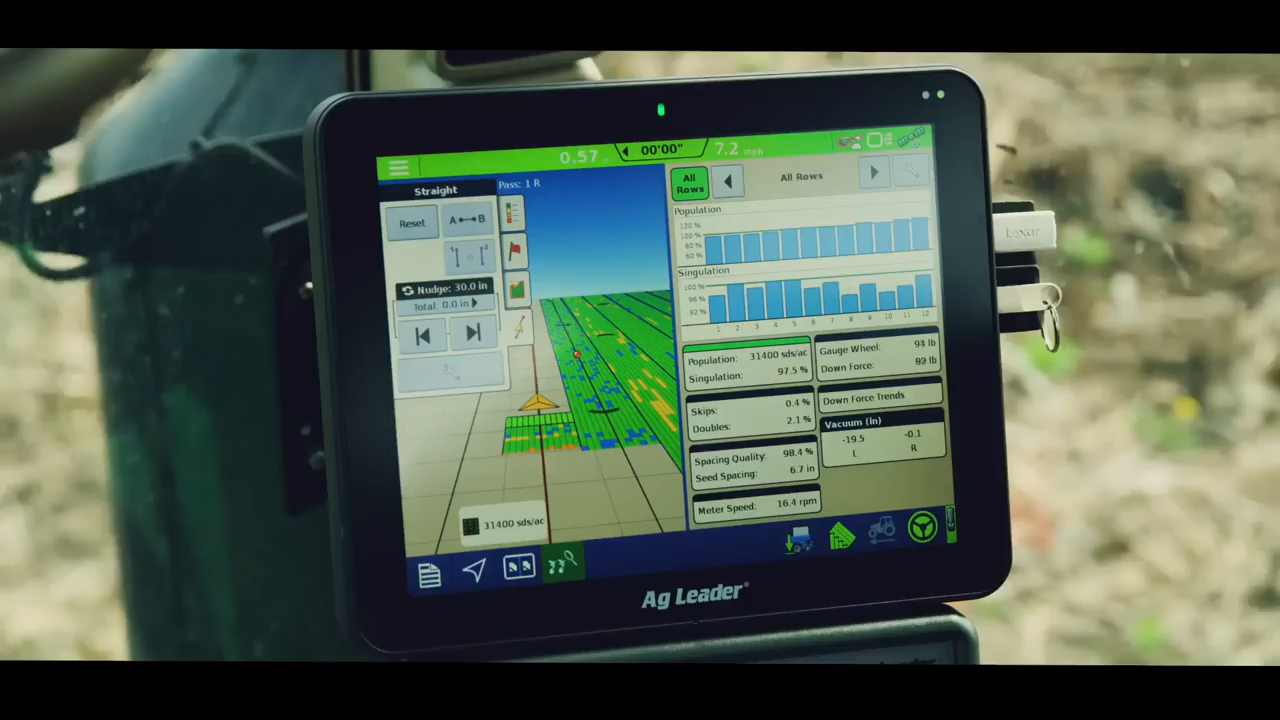 0.57
00'00"
7.2 mph
Straight
Pass: 1 R
Reset
A B
1 2
Nudge: 30.0 in
Total: 0.0 in
31400 sds/ac
All Rows
All Rows
Population
120 %
100 %
80 %
60 %
Singulation
100 %
96 %
92 %
1 2 3 4 5 6 7 8 9 10 11 12
Population: 31400 sds/ac
Singulation: 97.5 %
Skips: 0.4 %
Doubles: 2.1 %
Spacing Quality: 98.4 %
Seed Spacing: 6.7 in
Meter Speed: 16.4 rpm
Gauge Wheel: 94 lb
Down Force: 92 lb
Down Force Trends
Vacuum (in)
-19.5 -0.1
L R
Ag Leader®
Lexar